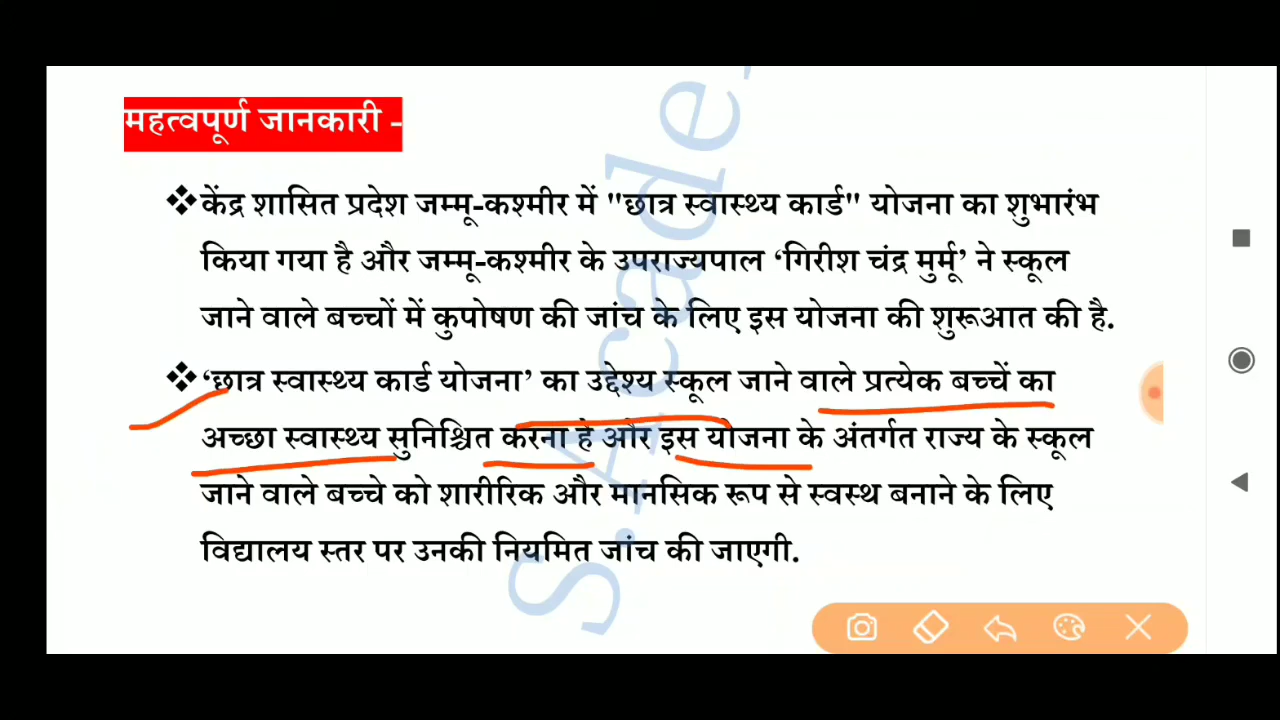 महत्वपूर्ण जानकारी -
❖ केंद्र शासित प्रदेश जम्मू-कश्मीर में "छात्र स्वास्थ्य कार्ड" योजना का शुभारंभ
किया गया है और जम्मू-कश्मीर के उपराज्यपाल ‘गिरीश चंद्र मुर्मू’ ने स्कूल
जाने वाले बच्चों में कुपोषण की जांच के लिए इस योजना की शुरूआत की है.
❖ ‘छात्र स्वास्थ्य कार्ड योजना’ का उद्देश्य स्कूल जाने वाले प्रत्येक बच्चें का
अच्छा स्वास्थ्य सुनिश्चित करना है और इस योजना के अंतर्गत राज्य के स्कूल
जाने वाले बच्चे को शारीरिक और मानसिक रूप से स्वस्थ बनाने के लिए
विद्यालय स्तर पर उनकी नियमित जांच की जाएगी.